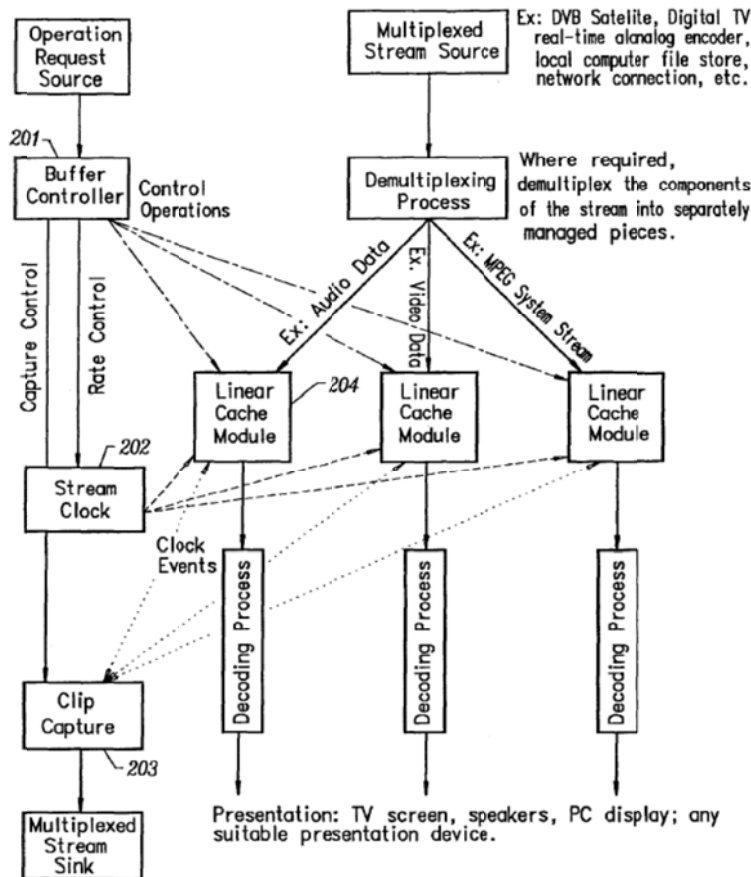 Operation
Request
Source
Multiplexed
Stream Source
Ex: DVB Satelite, Digital TV
real-time alanalog encoder,
local computer file store,
network connection, etc.
201
Buffer
Controller
Control
Operations
Demultiplexing
Process
Where required,
demultiplex the components
of the stream into separately
managed pieces.
Capture Control
Rate Control
Ex: Audio Data
Ex. Video Data
Ex: MPEG System Stream
Linear
Cache
Module
204
Linear
Cache
Module
Linear
Cache
Module
202
Stream
Clock
Clock
Events
Decoding Process
Decoding Process
Decoding Process
Clip
Capture
203
Multiplexed
Stream
Sink
Presentation: TV screen, speakers, PC display; any
suitable presentation device.